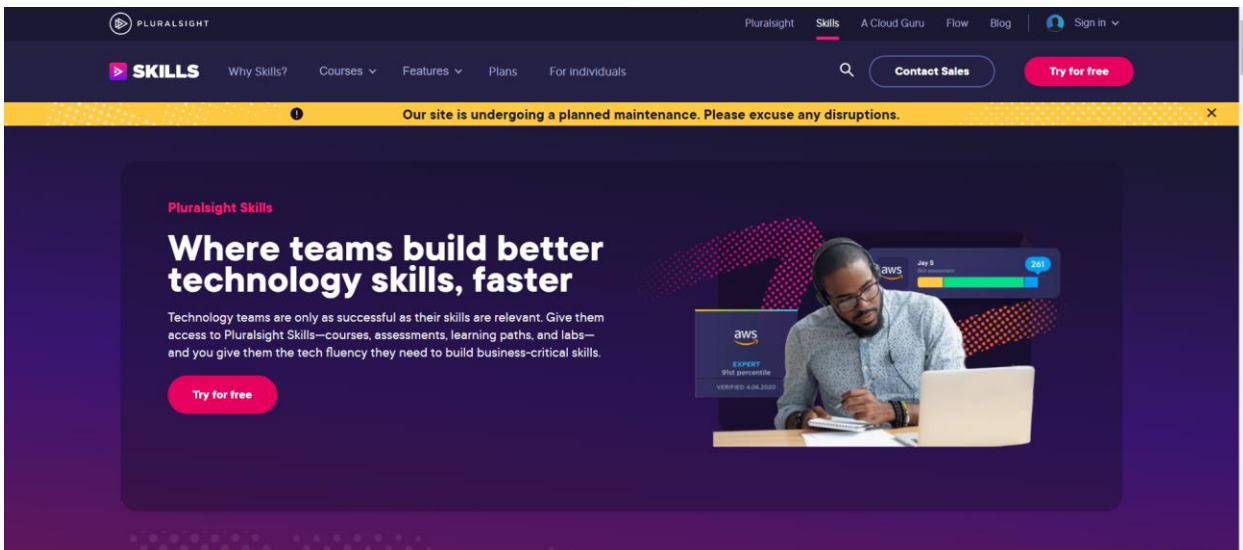 PLURALSIGHT
Pluralsight Skills A Cloud Guru Flow Blog Sign in
SKILLS Why Skills? Courses Features Plans For individuals Contact Sales Try for free
Our site is undergoing a planned maintenance. Please excuse any disruptions.
Pluralsight Skills
Where teams build better
technology skills, faster
Technology teams are only as successful as their skills are relevant. Give them
access to Pluralsight Skills—courses, assessments, learning paths, and labs—
and you give them the tech fluency they need to build business-critical skills.
Try for free
aws
Jay S
261
aws
EXPERT
91st percentile
VERIFIED 4.06.2020